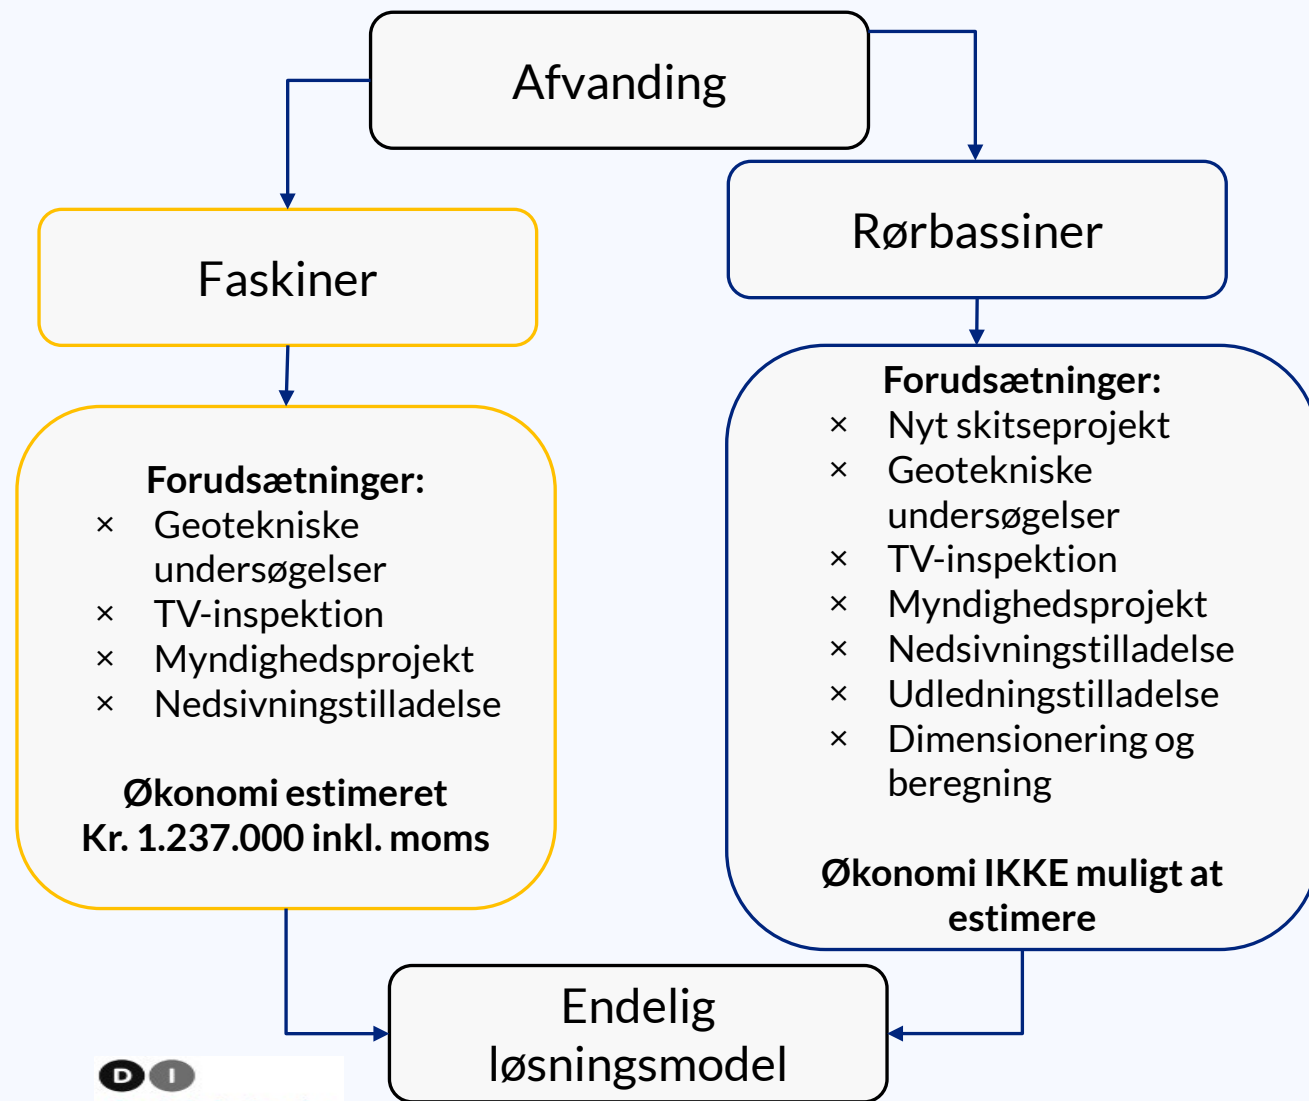 Afvanding
Faskiner
Rørbassiner
Forudsætninger:
× Geotekniske
undersøgelser
× TV-inspektion
× Myndighedsprojekt
× Nedsivningstilladelse
Økonomi estimeret
Kr. 1.237.000 inkl. moms
Forudsætninger:
× Nyt skitseprojekt
× Geotekniske
undersøgelser
× TV-inspektion
× Myndighedsprojekt
× Nedsivningstilladelse
× Udledningstilladelse
× Dimensionering og
beregning
Økonomi IKKE muligt at
estimere
Endelig
løsningsmodel
D I